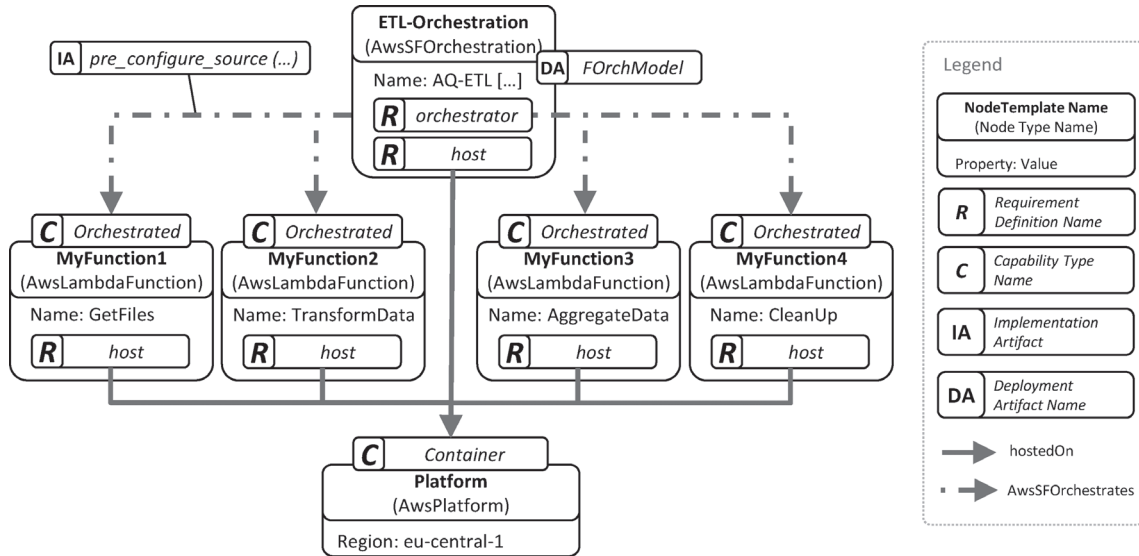 ETL-Orchestration
(AwsSFOrchestration)
IA pre_configure_source (...)
DA FOrchModel
Name: AQ-ETL [...]
R orchestrator
R host
C Orchestrated
MyFunction1
(AwsLambdaFunction)
Name: GetFiles
R host
C Orchestrated
MyFunction2
(AwsLambdaFunction)
Name: TransformData
R host
C Orchestrated
MyFunction3
(AwsLambdaFunction)
Name: AggregateData
R host
C Orchestrated
MyFunction4
(AwsLambdaFunction)
Name: CleanUp
R host
C Container
Platform
(AwsPlatform)
Region: eu-central-1
Legend
NodeTemplate Name
(Node Type Name)
Property: Value
R Requirement
Definition Name
C Capability Type
Name
IA Implementation
Artifact
DA Deployment
Artifact Name
hostedOn
AwsSFOrchestrates